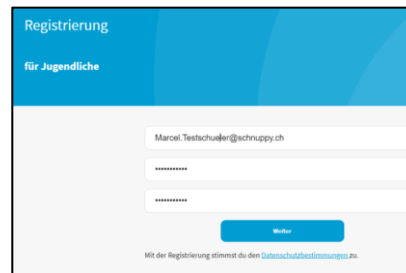 Registrierung
für Jugendliche
Marcel.Testschueler@schnuppy.ch
•••••••••••
•••••••••••
Weiter
Mit der Registrierung stimmst du den Datenschutzbestimmungen zu.